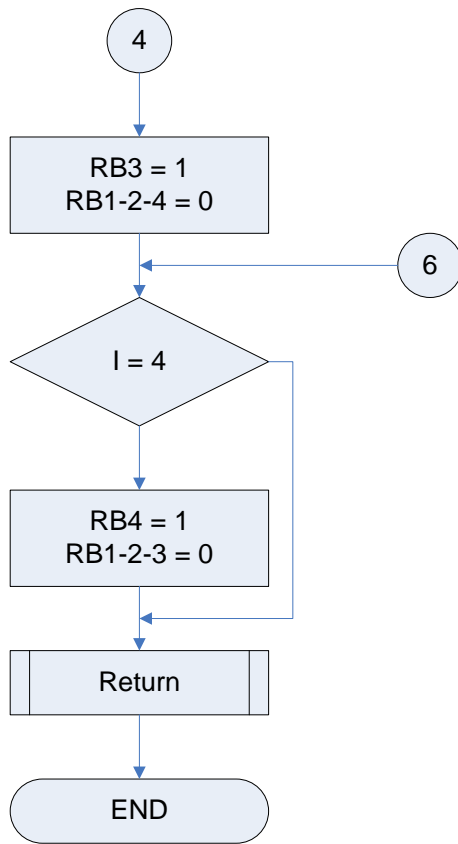 4
RB3 = 1
RB1-2-4 = 0
6
I = 4
RB4 = 1
RB1-2-3 = 0
Return
END